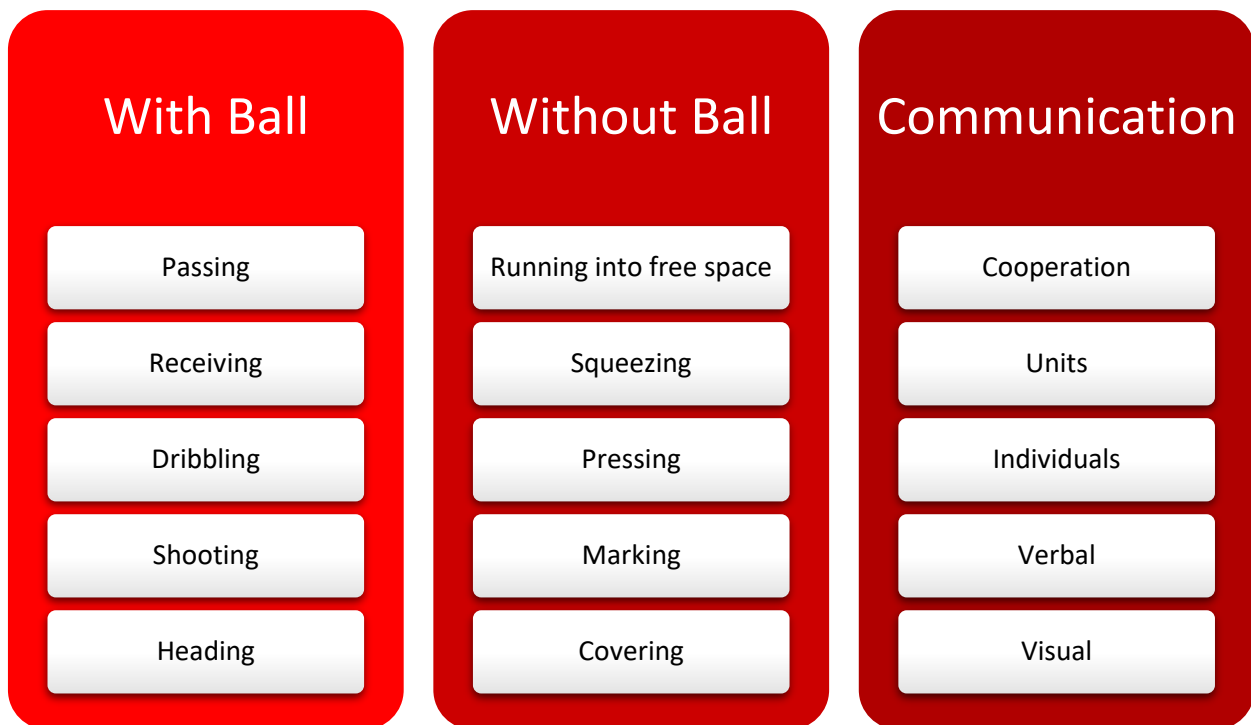 With Ball
Passing
Receiving
Dribbling
Shooting
Heading
Without Ball
Running into free space
Squeezing
Pressing
Marking
Covering
Communication
Cooperation
Units
Individuals
Verbal
Visual